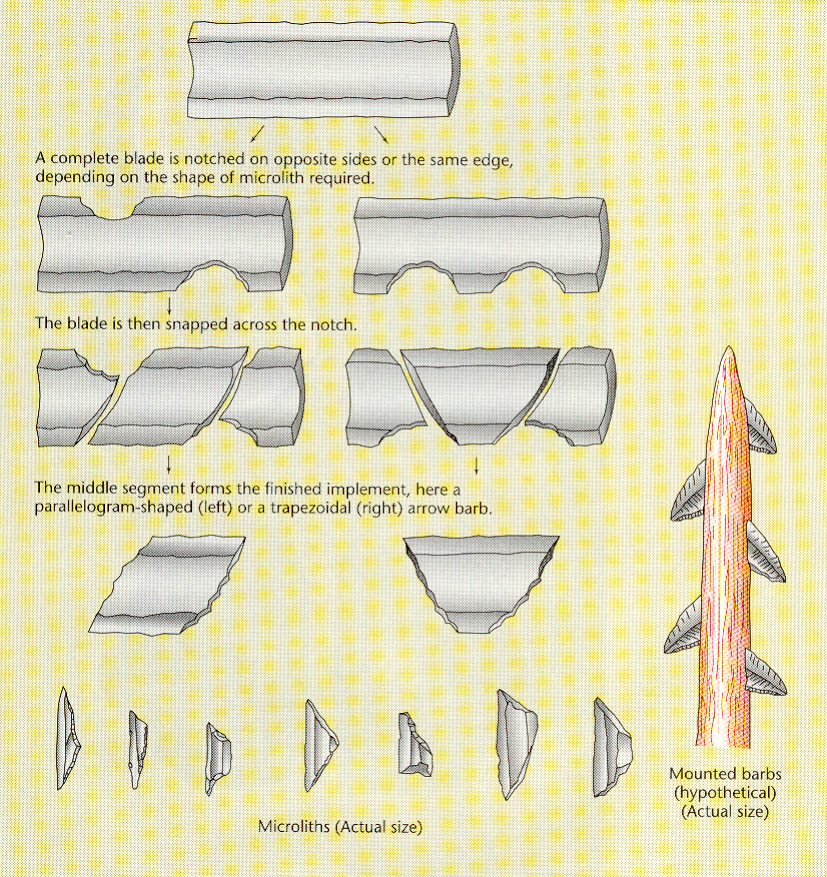 A complete blade is notched on opposite sides or the same edge,
depending on the shape of microlith required.
The blade is then snapped across the notch.
The middle segment forms the finished implement, here a
parallelogram-shaped (left) or a trapezoidal (right) arrow barb.
Mounted barbs
(hypothetical)
(Actual size)
Microliths (Actual size)